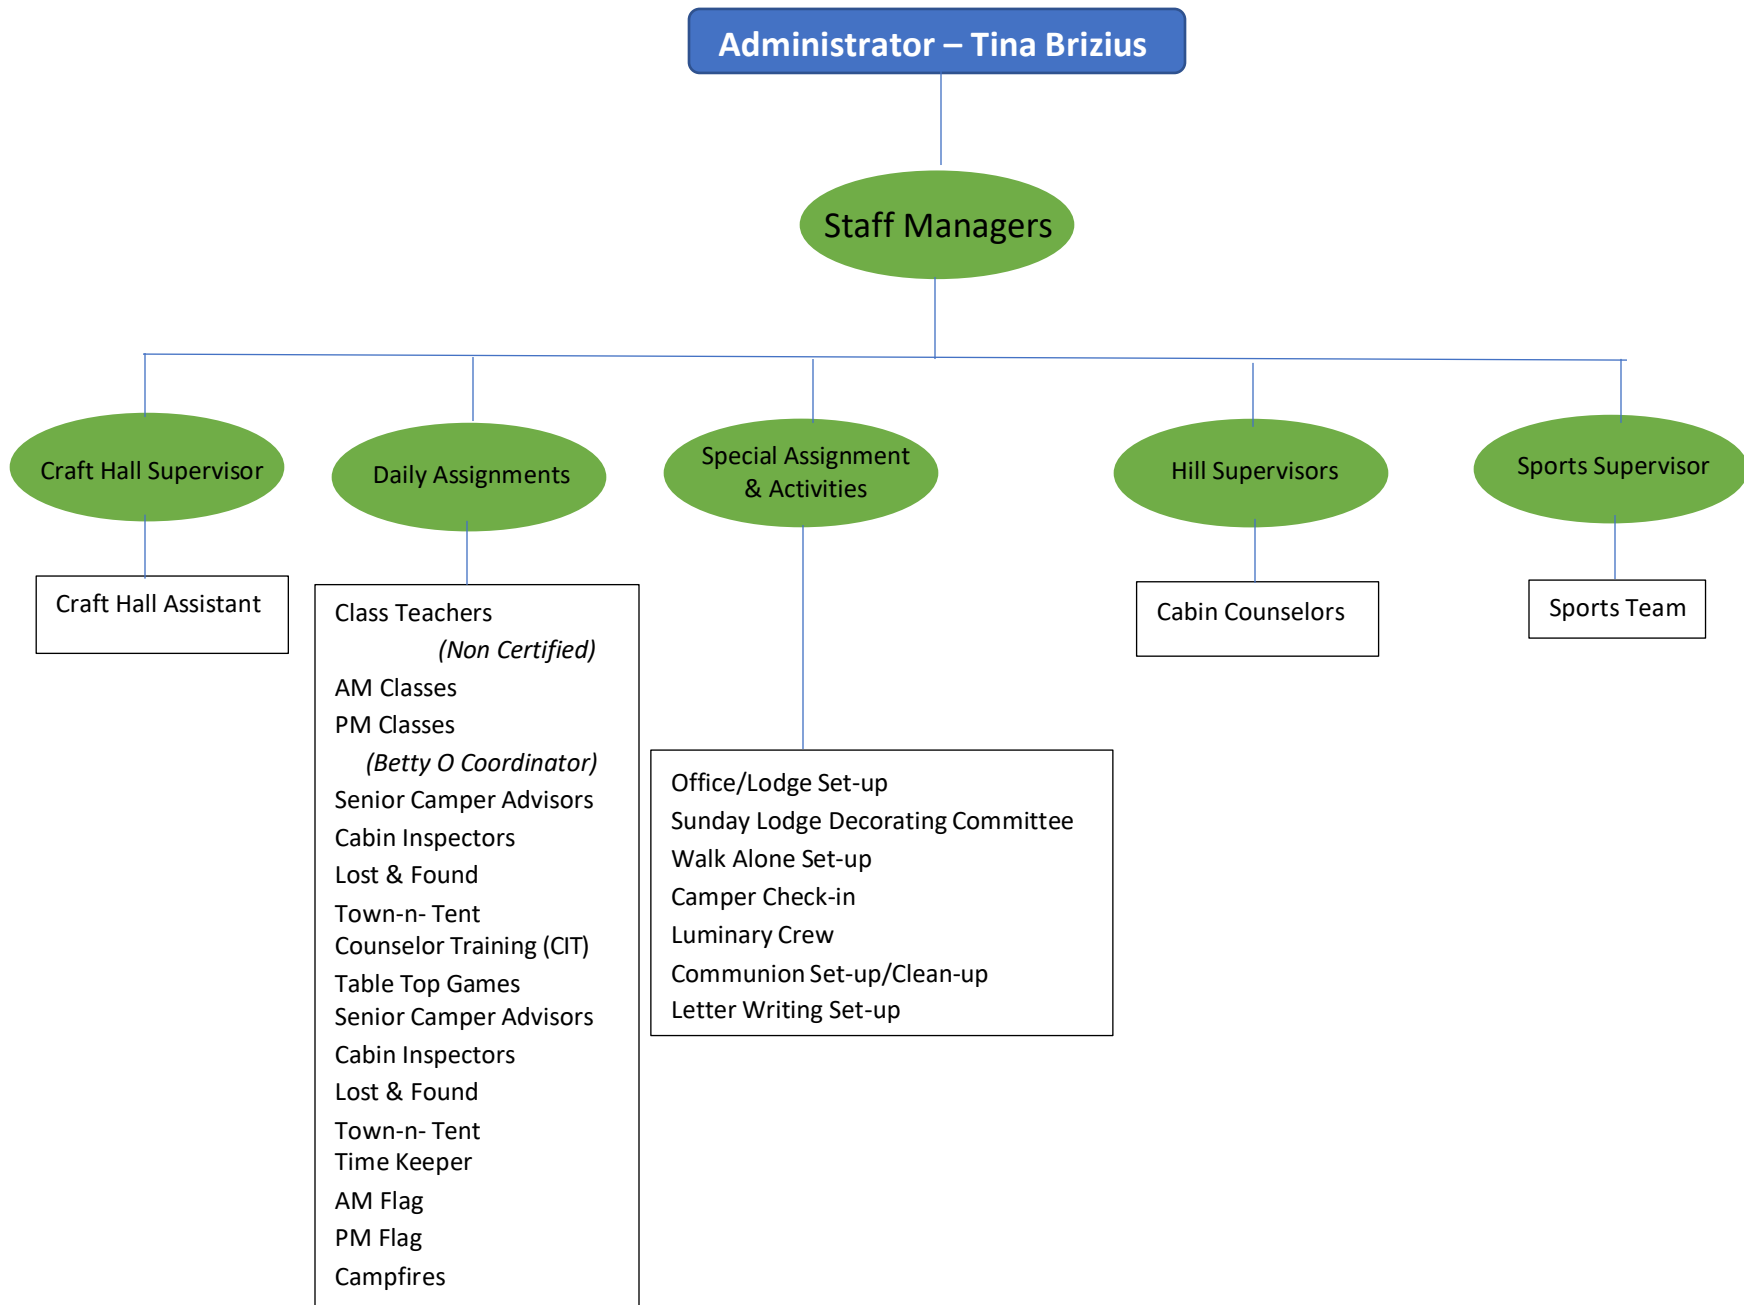 Administrator – Tina Brizius
Staff Managers
Craft Hall Supervisor
Daily Assignments
Special Assignment
& Activities
Hill Supervisors
Sports Supervisor
Craft Hall Assistant
Class Teachers
(Non Certified)
AM Classes
PM Classes
(Betty O Coordinator)
Senior Camper Advisors
Cabin Inspectors
Lost & Found
Town-n- Tent
Counselor Training (CIT)
Table Top Games
Senior Camper Advisors
Cabin Inspectors
Lost & Found
Town-n- Tent
Time Keeper
AM Flag
PM Flag
Campfires
Office/Lodge Set-up
Sunday Lodge Decorating Committee
Walk Alone Set-up
Camper Check-in
Luminary Crew
Communion Set-up/Clean-up
Letter Writing Set-up
Cabin Counselors
Sports Team